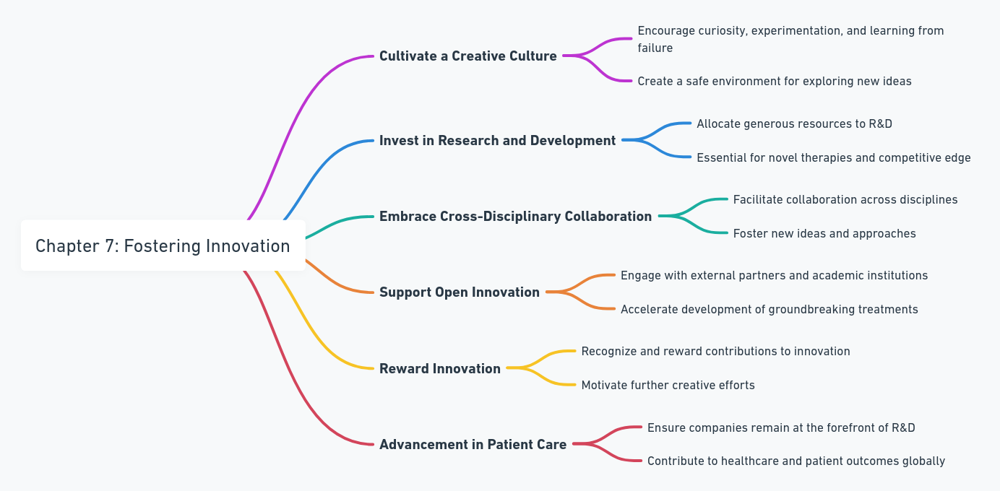 Chapter 7: Fostering Innovation
Cultivate a Creative Culture
Encourage curiosity, experimentation, and learning from
failure
Create a safe environment for exploring new ideas
Invest in Research and Development
Allocate generous resources to R&D
Essential for novel therapies and competitive edge
Embrace Cross-Disciplinary Collaboration
Facilitate collaboration across disciplines
Foster new ideas and approaches
Support Open Innovation
Engage with external partners and academic institutions
Accelerate development of groundbreaking treatments
Reward Innovation
Recognize and reward contributions to innovation
Motivate further creative efforts
Advancement in Patient Care
Ensure companies remain at the forefront of R&D
Contribute to healthcare and patient outcomes globally